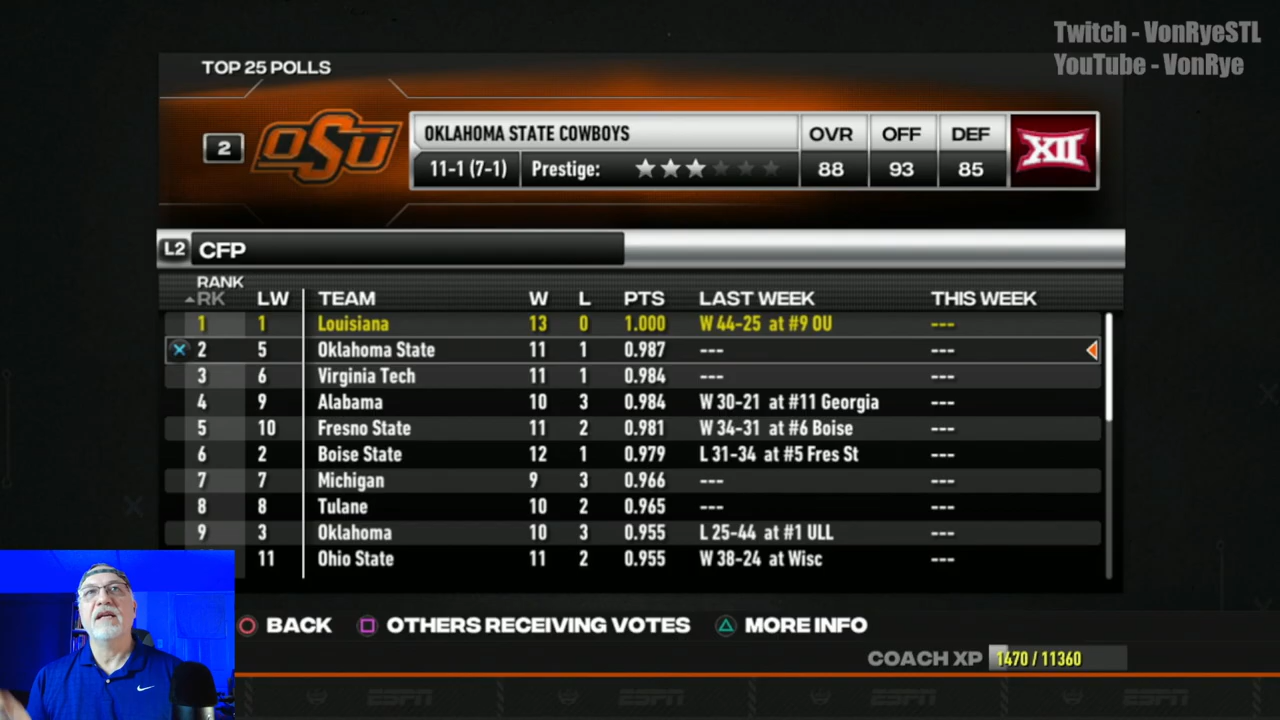 Twitch - VonRyeSTL
YouTube - VonRye
TOP 25 POLLS
2 OSU OKLAHOMA STATE COWBOYS OVR OFF DEF XII
11-1 (7-1) Prestige: 88 93 85
L2 CFP
RANK
RK LW TEAM W L PTS LAST WEEK THIS WEEK
1 1 Louisiana 13 0 1.000 W 44-25 at #9 OU ---
2 5 Oklahoma State 11 1 0.987 --- ---
3 6 Virginia Tech 11 1 0.984 --- ---
4 9 Alabama 10 3 0.984 W 30-21 at #11 Georgia ---
5 10 Fresno State 11 2 0.981 W 34-31 at #6 Boise ---
6 2 Boise State 12 1 0.979 L 31-34 at #5 Fres St ---
7 7 Michigan 9 3 0.966 --- ---
8 8 Tulane 10 2 0.965 --- ---
9 3 Oklahoma 10 3 0.955 L 25-44 at #1 ULL ---
11 Ohio State 11 2 0.955 W 38-24 at Wisc ---
BACK OTHERS RECEIVING VOTES MORE INFO
COACH XP 1470 / 11360
ESPN ESPN ESPN ESPN